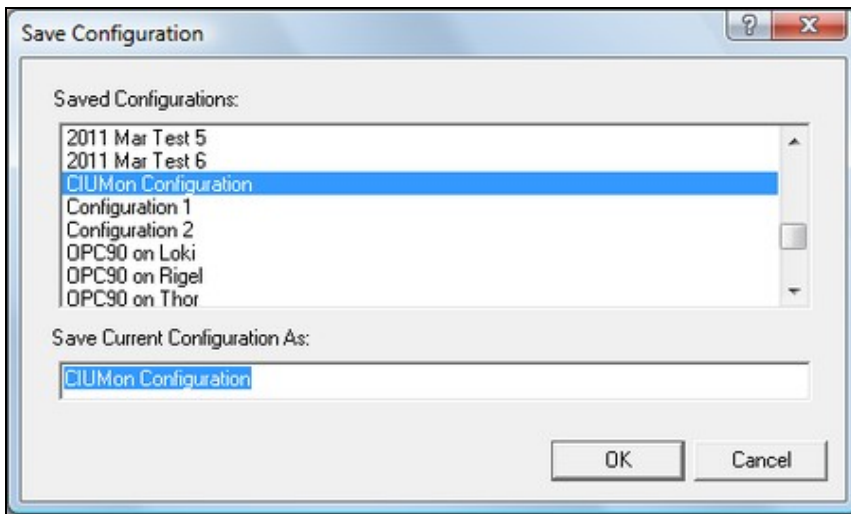 Save Configuration
Saved Configurations:
2011 Mar Test 5
2011 Mar Test 6
CIUMon Configuration
Configuration 1
Configuration 2
OPC90 on Loki
OPC90 on Rigel
OPC90 on Thor
Save Current Configuration As:
CIUMon Configuration
OK Cancel